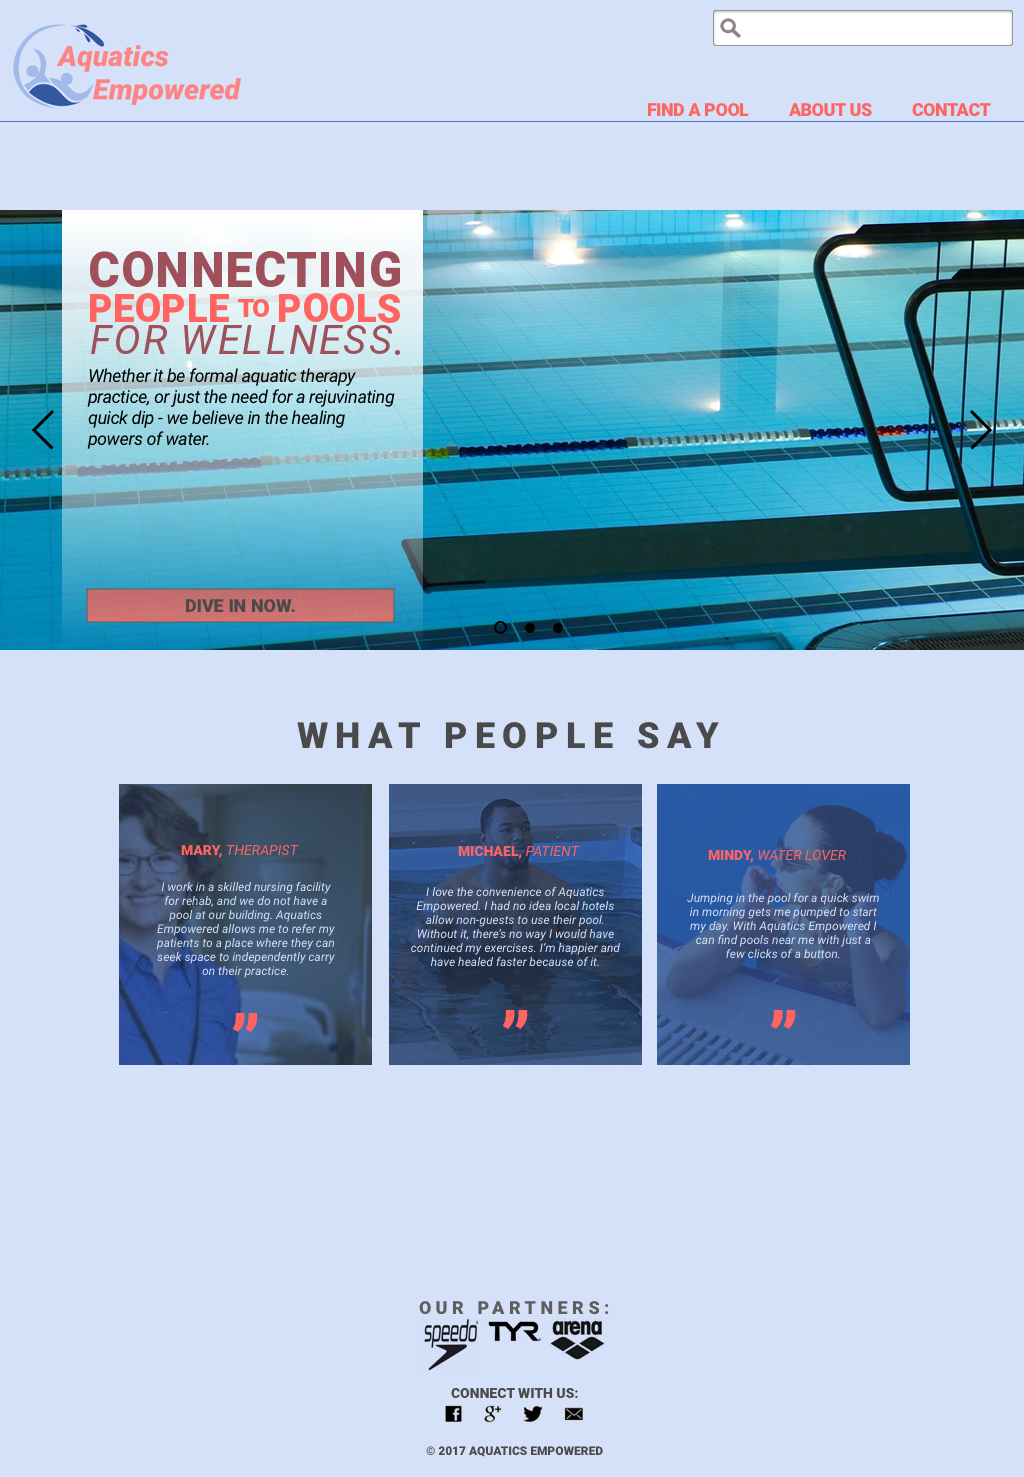 Aquatics
Empowered
FIND A POOL ABOUT US CONTACT
CONNECTING
PEOPLE TO POOLS
FOR WELLNESS.
Whether it be formal aquatic therapy
practice, or just the need for a rejuvinating
quick dip - we believe in the healing
powers of water.
DIVE IN NOW.
WHAT PEOPLE SAY
MARY, THERAPIST
I work in a skilled nursing facility
for rehab, and we do not have a
pool at our building. Aquatics
Empowered allows me to refer my
patients to a place where they can
seek space to independently carry
on their practice.
”
MICHAEL, PATIENT
I love the convenience of Aquatics
Empowered. I had no idea local hotels
allow non-guests to use their pool.
Without it, there's no way I would have
continued my exercises. I'm happier and
have healed faster because of it.
”
MINDY, WATER LOVER
Jumping in the pool for a quick swim
in morning gets me pumped to start
my day. With Aquatics Empowered I
can find pools near me with just a
few clicks of a button.
”
OUR PARTNERS:
speedo TYR arena
CONNECT WITH US:
© 2017 AQUATICS EMPOWERED